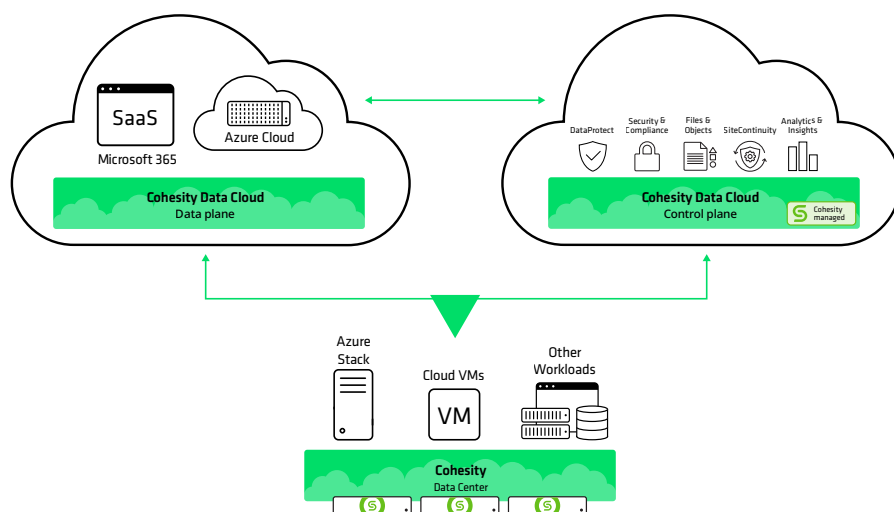 SaaS
Microsoft 365
Azure Cloud
Cohesity Data Cloud
Data plane
DataProtect
Security &
Compliance
Files &
Objects
SiteContinuity
Analytics &
Insights
Cohesity Data Cloud
Control plane
Cohesity
managed
Azure
Stack
Cloud VMs
VM
Other
Workloads
Cohesity
Data Center